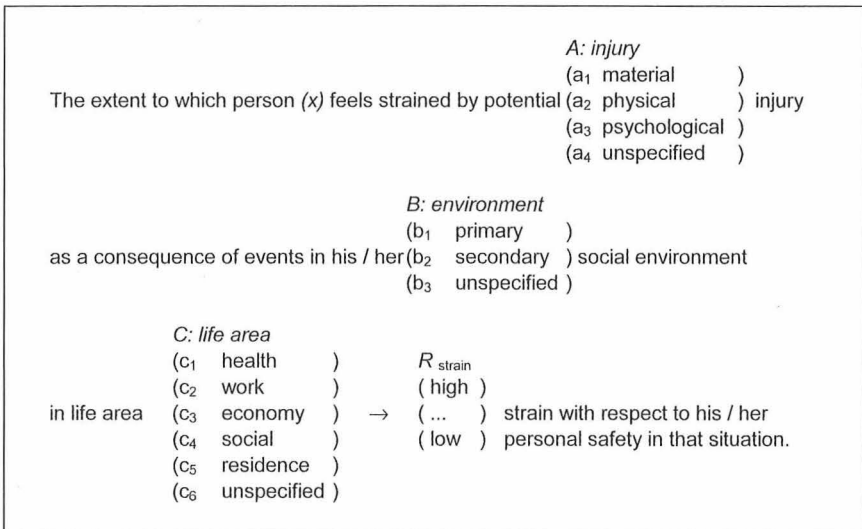 A: injury
(a₁ material )
The extent to which person (x) feels strained by potential (a₂ physical ) injury
(a₃ psychological )
(a₄ unspecified )
B: environment
(b₁ primary )
as a consequence of events in his / her (b₂ secondary ) social environment
(b₃ unspecified )
C: life area
(c₁ health ) R strain
(c₂ work ) ( high )
in life area (c₃ economy ) → ( ... ) strain with respect to his / her
(c₄ social ) ( low ) personal safety in that situation.
(c₅ residence )
(c₆ unspecified )